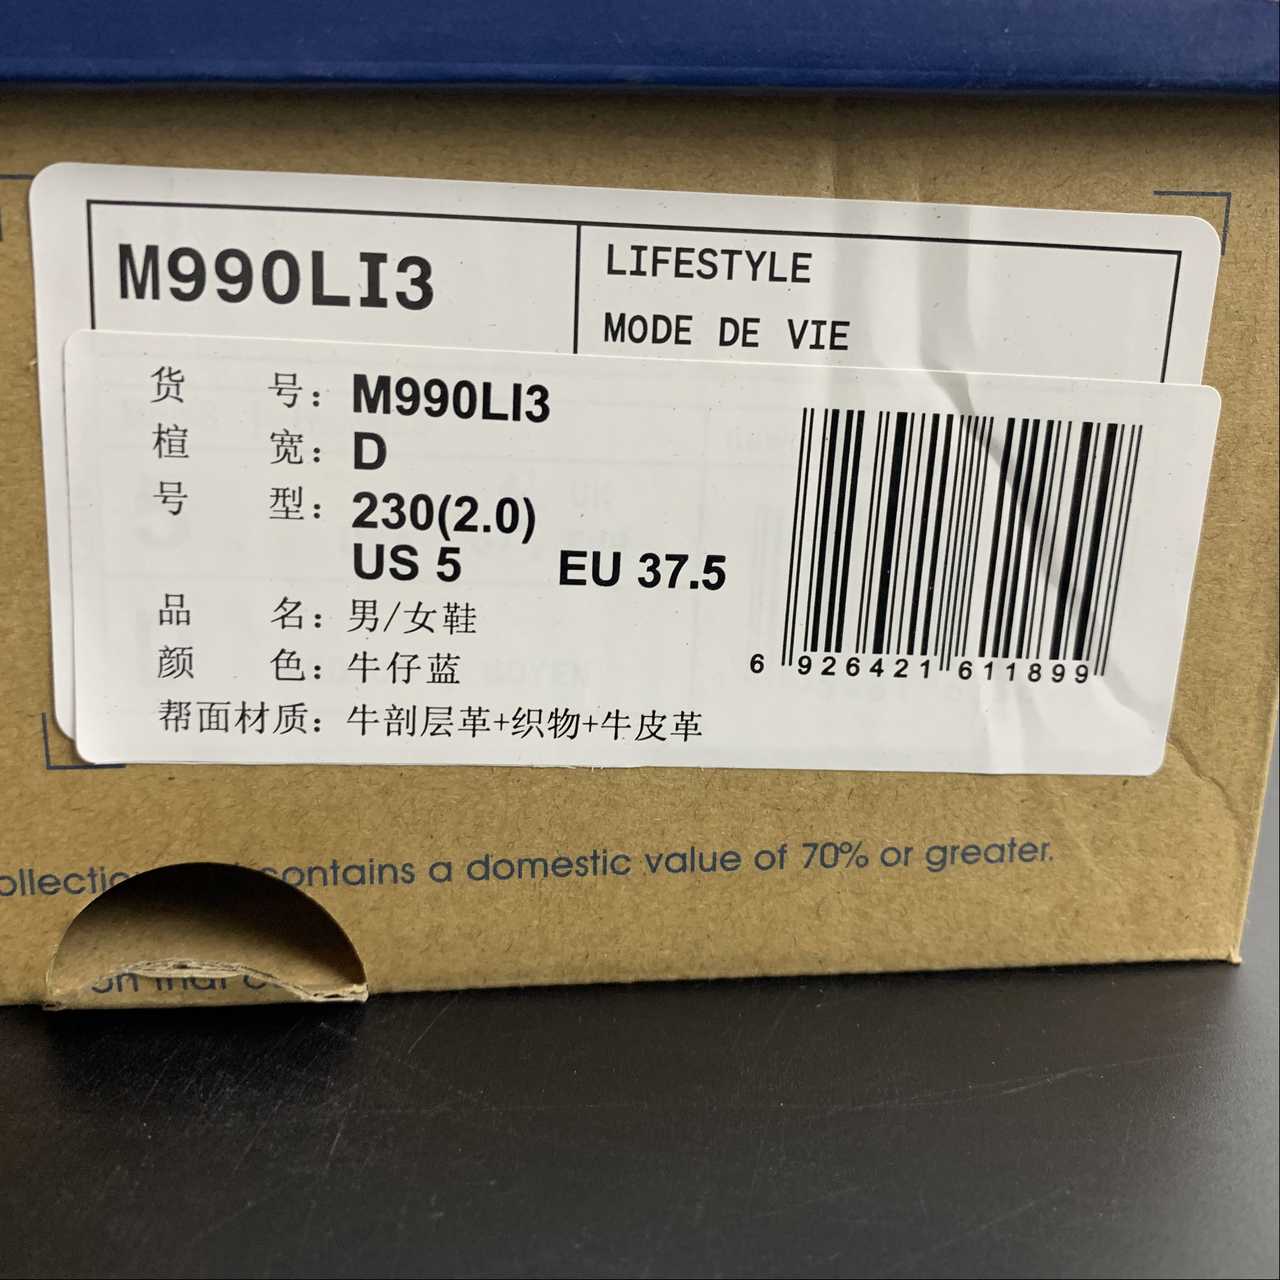 M990LI3
LIFESTYLE
MODE DE VIE
货 号：M990LI3
楦 宽：D
号 型：230(2.0)
US 5 EU 37.5
品 名：男/女鞋
颜 色：牛仔蓝
帮面材质：牛剖层革+织物+牛皮革
6 926421 611899
contains a domestic value of 70% or greater.